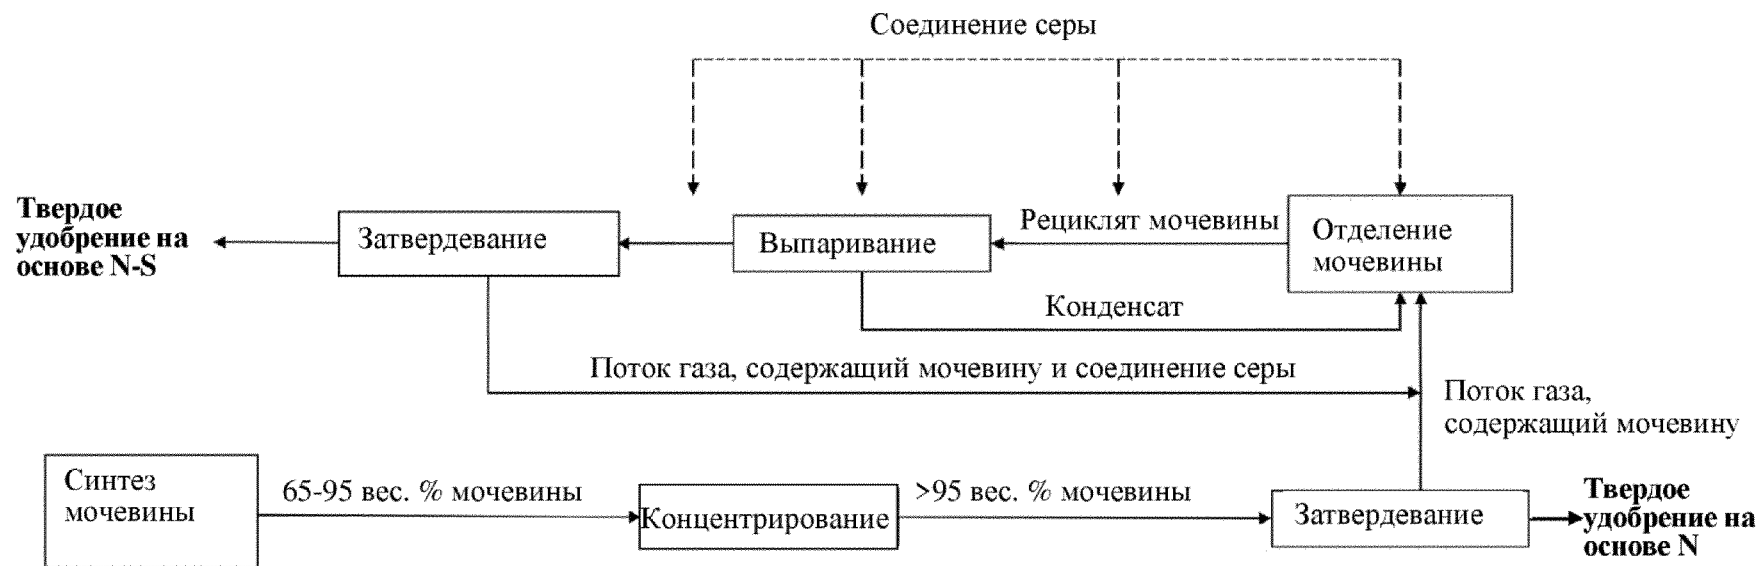 Соединение серы
Твердое
удобрение на
основе N-S
Затвердевание
Выпаривание
Рециклят мочевины
Отделение
мочевины
Конденсат
Поток газа, содержащий мочевину и соединение серы
Поток газа,
содержащий мочевину
Синтез
мочевины
65-95 вес. % мочевины
Концентрирование
>95 вес. % мочевины
Затвердевание
Твердое
удобрение на
основе N